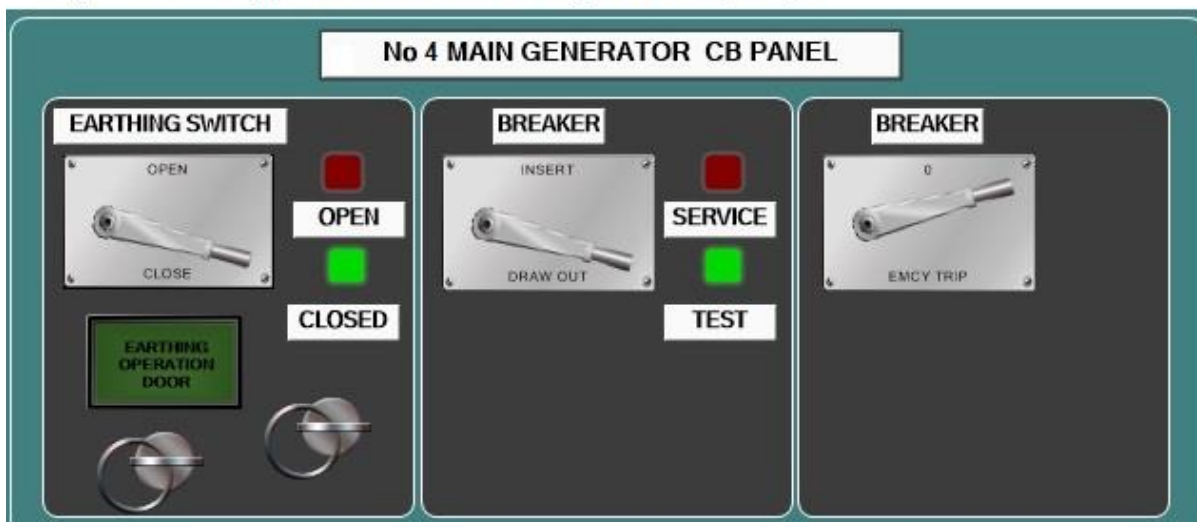 No 4 MAIN GENERATOR CB PANEL
EARTHING SWITCH
OPEN
CLOSE
OPEN
CLOSED
EARTHING
OPERATION
DOOR
BREAKER
INSERT
DRAW OUT
SERVICE
TEST
BREAKER
0
EMCY TRIP